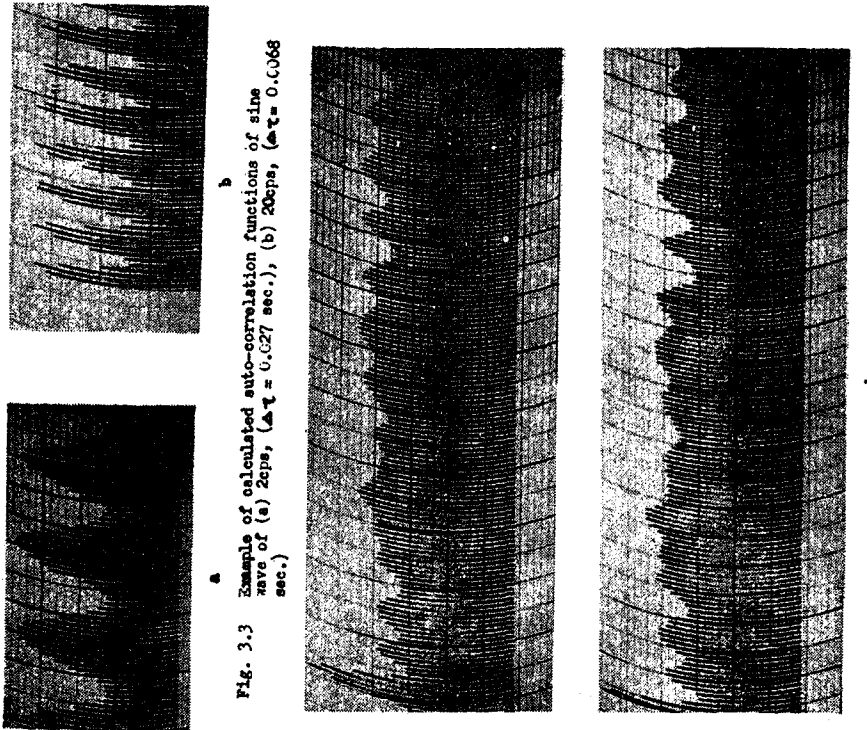 a
b
Fig. 3.3 Example of calculated auto-correlation functions of sine
wave of (a) 2cps, (Δτ = 0.027 sec.), (b) 20cps, (Δτ = 0.0068
sec.)